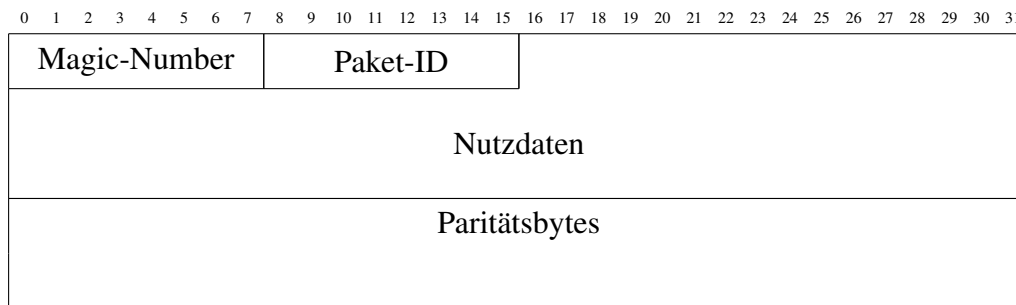 0 1 2 3 4 5 6 7 8 9 10 11 12 13 14 15 16 17 18 19 20 21 22 23 24 25 26 27 28 29 30 31
Magic-Number Paket-ID
Nutzdaten
Paritätsbytes